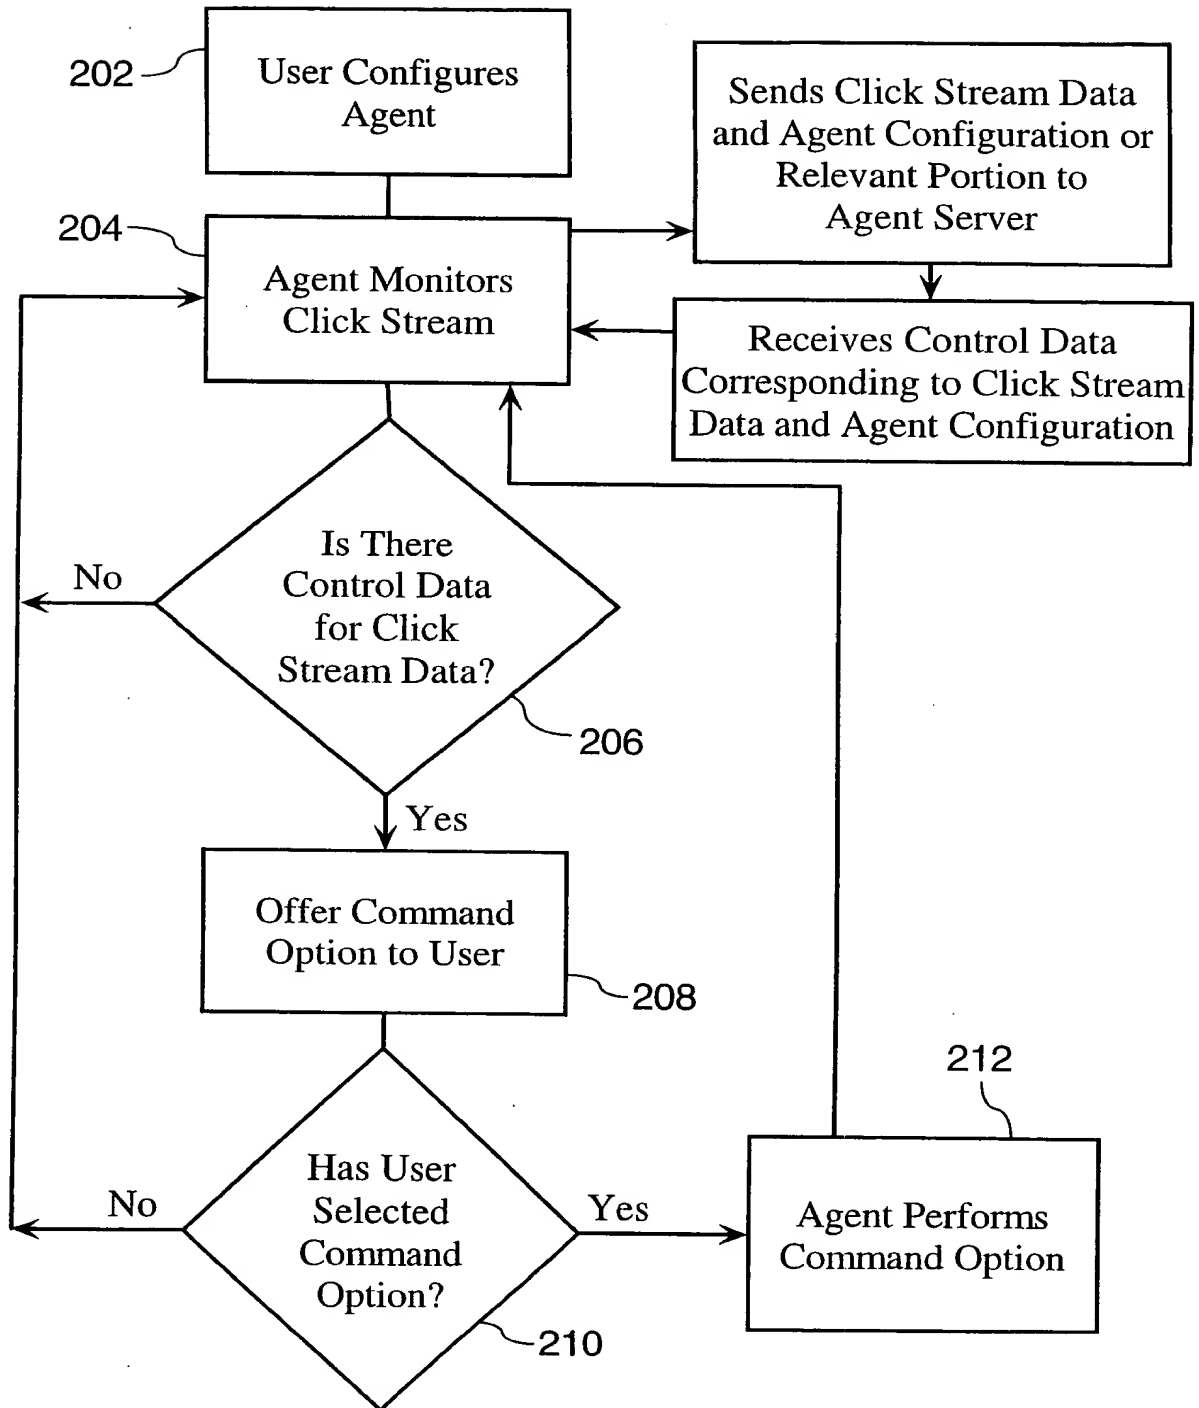 202
User Configures
Agent
Sends Click Stream Data
and Agent Configuration or
Relevant Portion to
Agent Server
204
Agent Monitors
Click Stream
Receives Control Data
Corresponding to Click Stream
Data and Agent Configuration
Is There
Control Data
for Click
Stream Data?
No
206
Yes
Offer Command
Option to User
208
212
Has User
Selected
Command
Option?
No
Yes
Agent Performs
Command Option
210